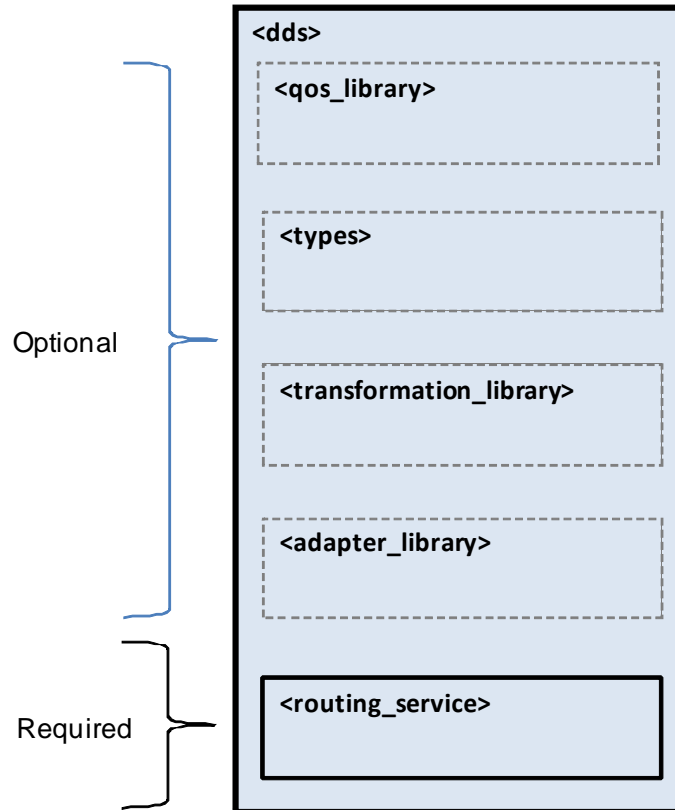 <dds>
<qos_library>
<types>
Optional
<transformation_library>
<adapter_library>
<routing_service>
Required